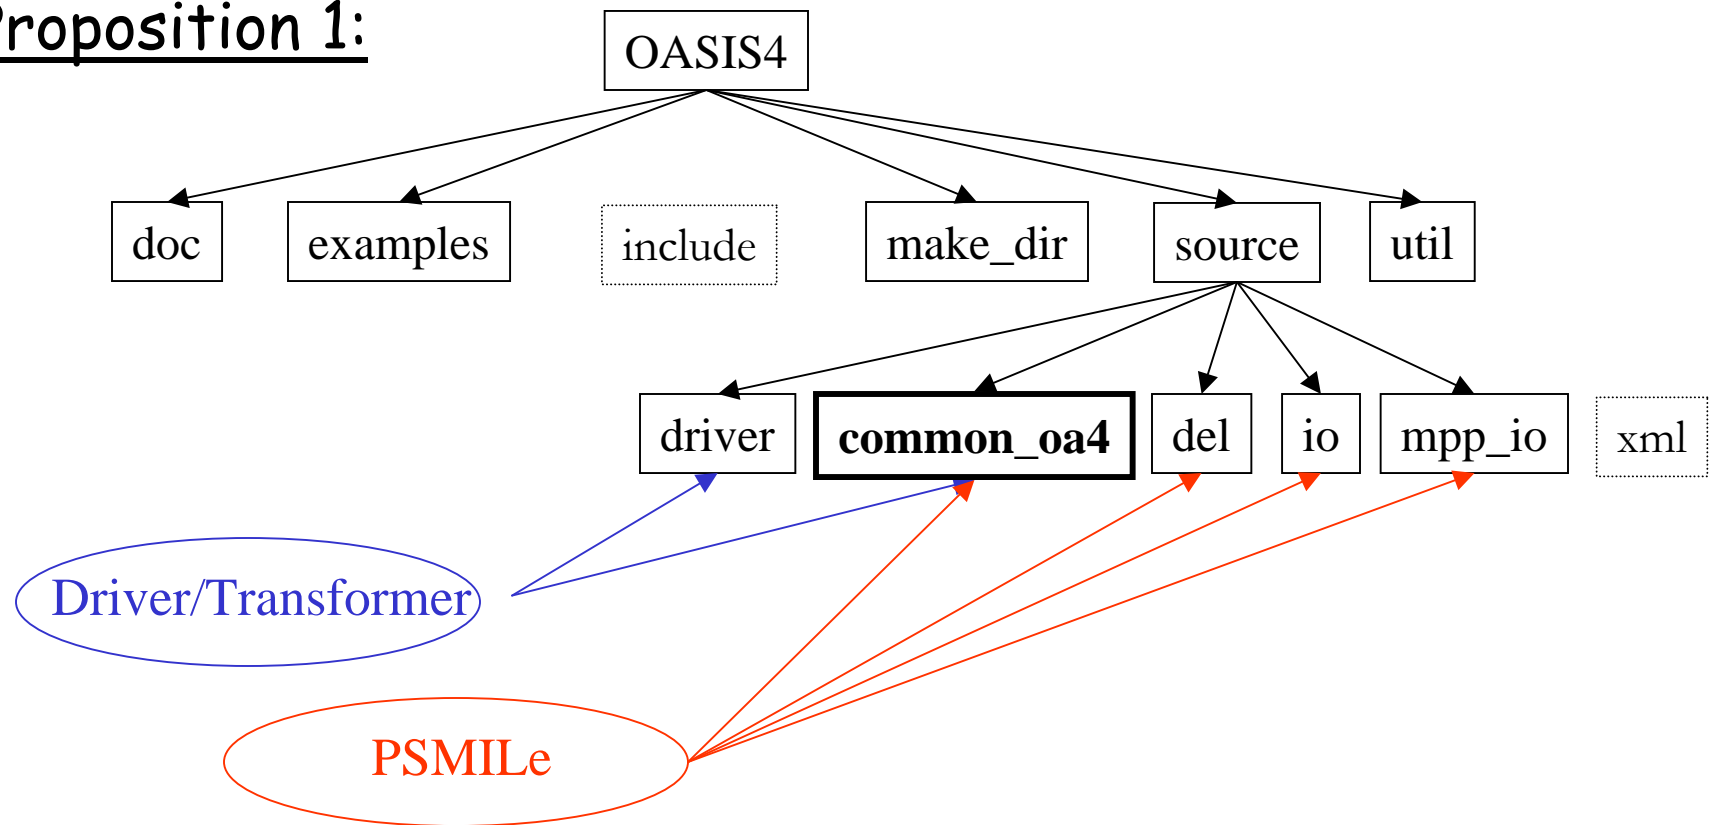 Proposition 1:
OASIS4
doc examples include make_dir source util
driver common_oa4 del io mpp_io xml
Driver/Transformer
PSMILe